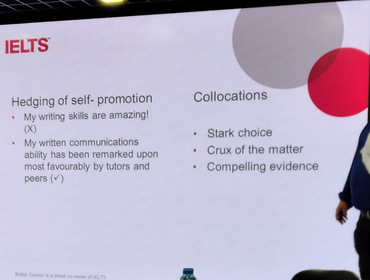 IELTS™
Hedging of self- promotion
• My writing skills are amazing!
(X)
• My written communications
ability has been remarked upon
most favourably by tutors and
peers (✓)
Collocations
• Stark choice
• Crux of the matter
• Compelling evidence
British Council is a proud co-owner of IELTS